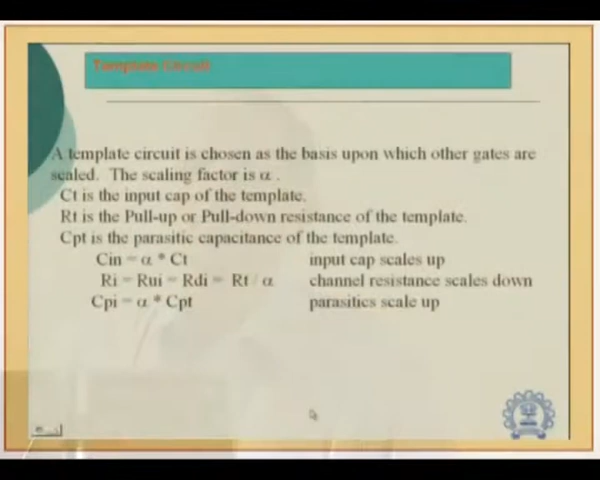 Template Circuit
A template circuit is chosen as the basis upon which other gates are
scaled. The scaling factor is α .
Ct is the input cap of the template.
Rt is the Pull-up or Pull-down resistance of the template.
Cpt is the parasitic capacitance of the template.
Cin = α * Ct input cap scales up
Ri = Rui = Rdi = Rt / α channel resistance scales down
Cpi = α * Cpt parasitics scale up